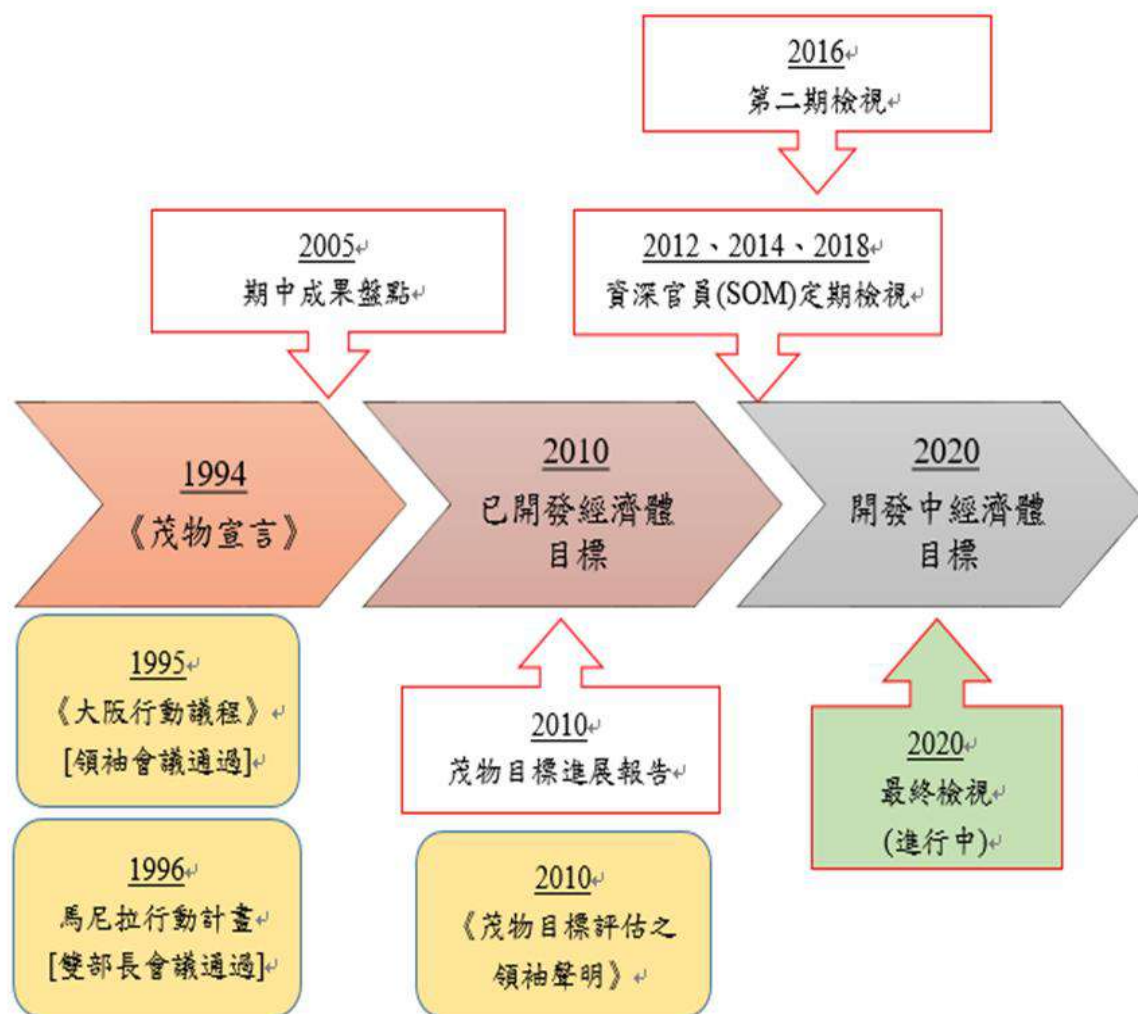 2016
第二期檢視
2005
期中成果盤點
2012、2014、2018
資深官員(SOM)定期檢視
1994
《茂物宣言》
2010
已開發經濟體
目標
2020
開發中經濟體
目標
1995
《大阪行動議程》
[領袖會議通過]
1996
馬尼拉行動計畫
[雙部長會議通過]
2010
茂物目標進展報告
2010
《茂物目標評估之
領袖聲明》
2020
最終檢視
(進行中)